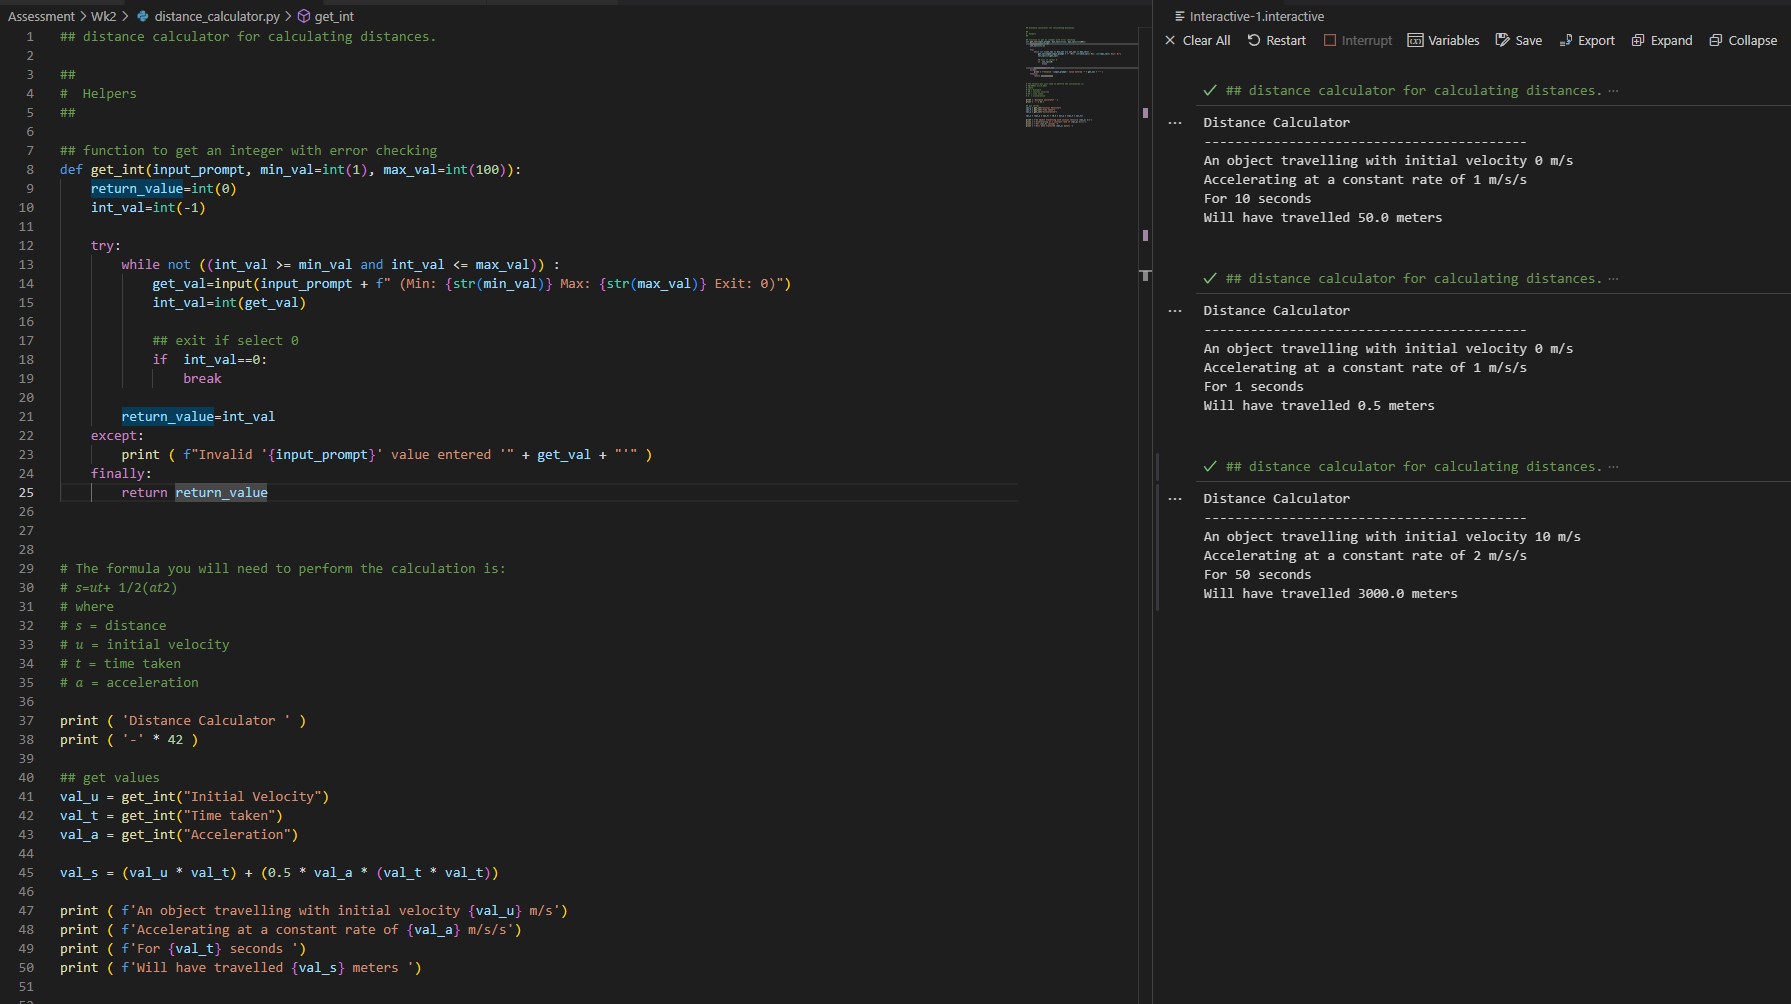 Assessment > Wk2 > distance_calculator.py > get_int
1 ## distance calculator for calculating distances.
2
3 ##
4 #  Helpers
5 ##
6
7 ## function to get an integer with error checking
8 def get_int(input_prompt, min_val=int(1), max_val=int(100)):
9     return_value=int(0)
10     int_val=int(-1)
11
12     try:
13         while not ((int_val >= min_val and int_val <= max_val)) :
14             get_val=input(input_prompt + f" (Min: {str(min_val)} Max: {str(max_val)} Exit: 0)")
15             int_val=int(get_val)
16
17             ## exit if select 0
18             if  int_val==0:
19                 break
20
21         return_value=int_val
22     except:
23         print ( f"Invalid '{input_prompt}' value entered '" + get_val + "'" )
24     finally:
25         return return_value
26
27
28
29 # The formula you will need to perform the calculation is:
30 # s=ut+ 1/2(at2)
31 # where
32 # s = distance
33 # u = initial velocity
34 # t = time taken
35 # a = acceleration
36
37 print ( 'Distance Calculator ' )
38 print ( '-' * 42 )
39
40 ## get values
41 val_u = get_int("Initial Velocity")
42 val_t = get_int("Time taken")
43 val_a = get_int("Acceleration")
44
45 val_s = (val_u * val_t) + (0.5 * val_a * (val_t * val_t))
46
47 print ( f'An object travelling with initial velocity {val_u} m/s')
48 print ( f'Accelerating at a constant rate of {val_a} m/s/s')
49 print ( f'For {val_t} seconds ')
50 print ( f'Will have travelled {val_s} meters ')
51
Interactive-1.interactive
Clear All Restart Interrupt Variables Save Export Expand Collapse
## distance calculator for calculating distances. ···
Distance Calculator
------------------------------------------
An object travelling with initial velocity 0 m/s
Accelerating at a constant rate of 1 m/s/s
For 10 seconds
Will have travelled 50.0 meters
## distance calculator for calculating distances. ···
Distance Calculator
------------------------------------------
An object travelling with initial velocity 0 m/s
Accelerating at a constant rate of 1 m/s/s
For 1 seconds
Will have travelled 0.5 meters
## distance calculator for calculating distances. ···
Distance Calculator
------------------------------------------
An object travelling with initial velocity 10 m/s
Accelerating at a constant rate of 2 m/s/s
For 50 seconds
Will have travelled 3000.0 meters